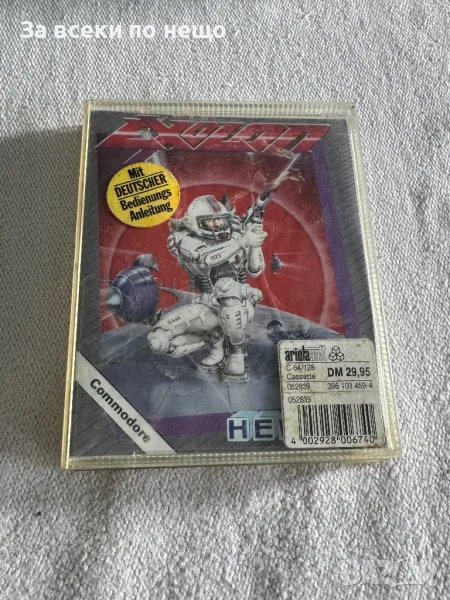 За всеки по нещо
Mit
DEUTSCHER
Bedienungs
Anleitung
Commodore
HE
ariola
C 64/128
Cassette
DM 29,95
052839
396 103 459-4
052839
4 002928 006740